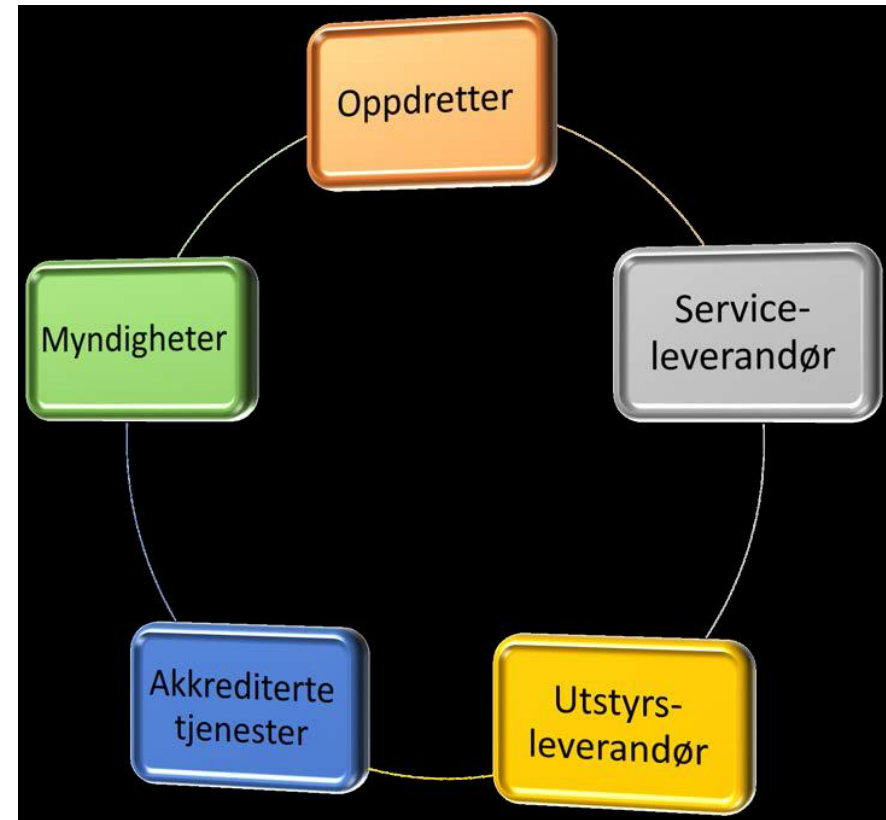 Oppdretter
Service-
leverandør
Utstyrs-
leverandør
Akkrediterte
tjenester
Myndigheter